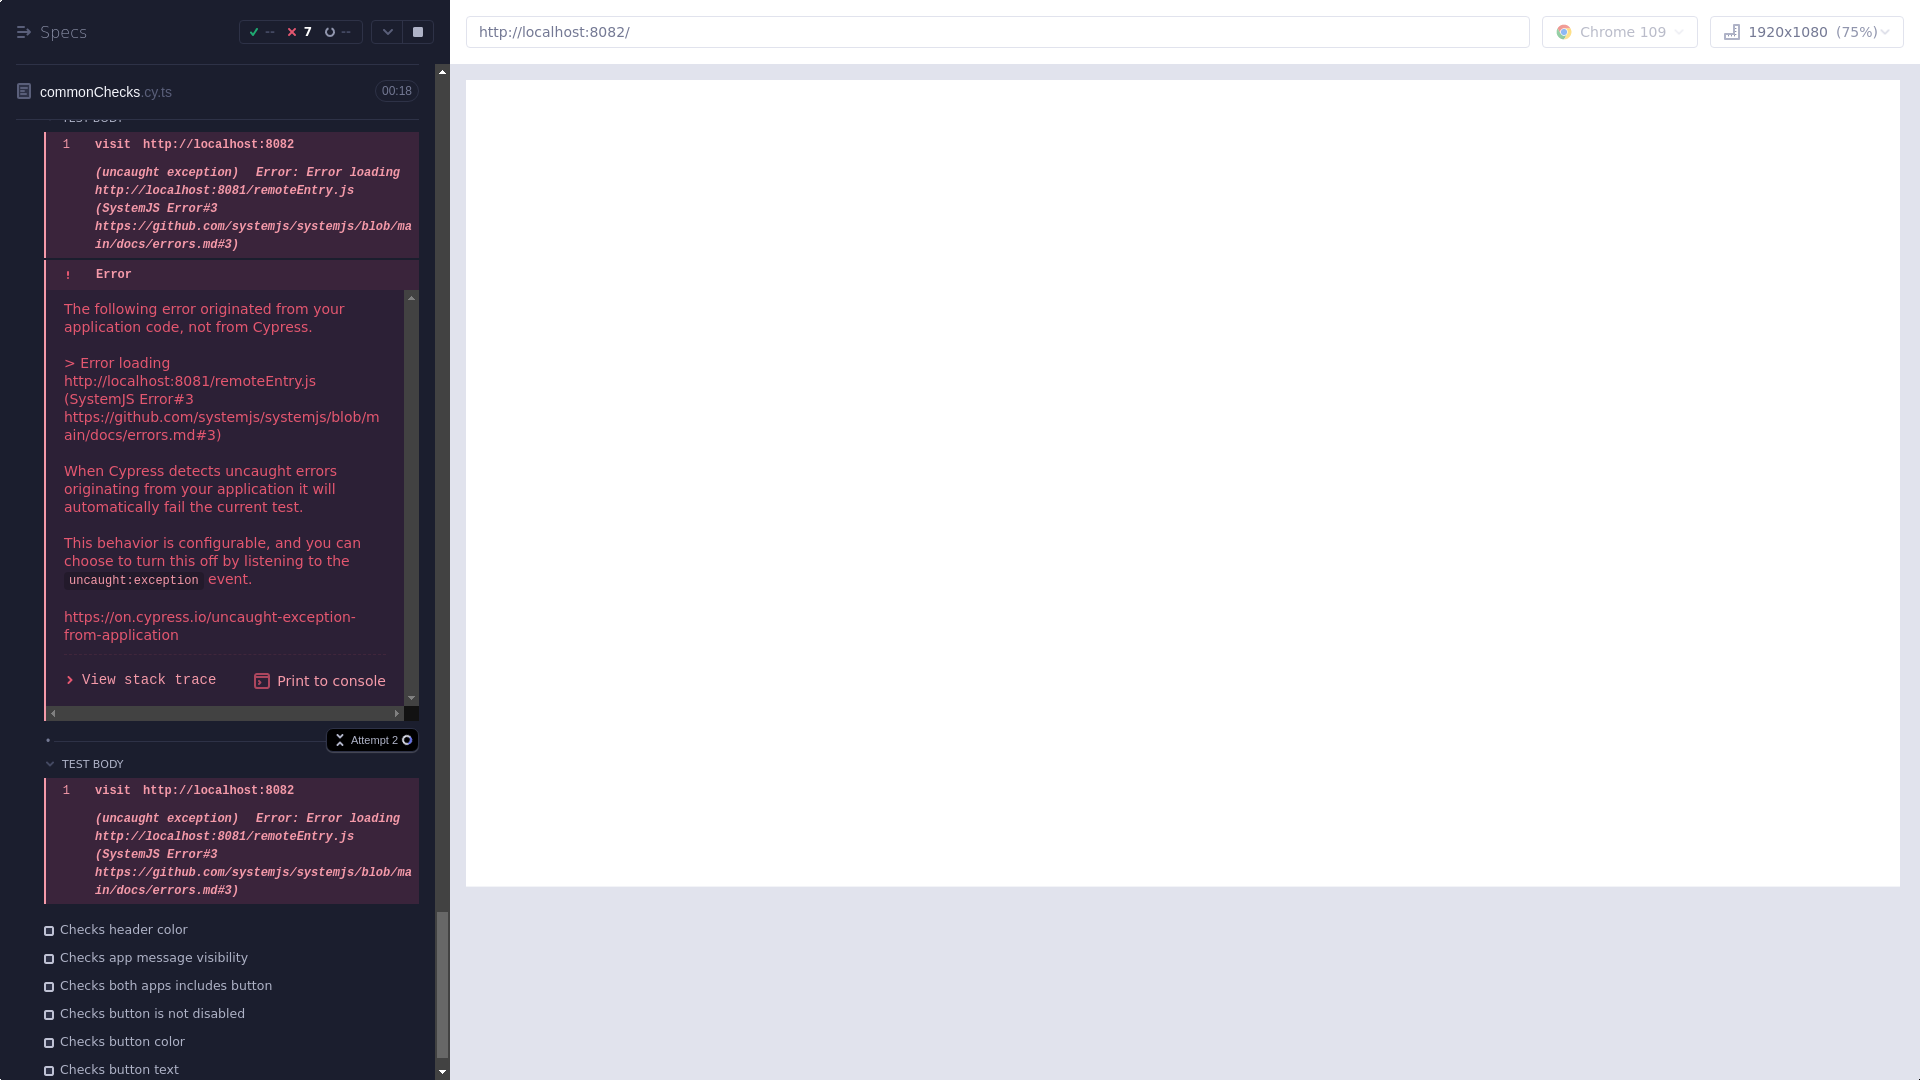 Specs
-- 7 --
commonChecks.cy.ts 00:18
TEST BODY
1 visit http://localhost:8082
(uncaught exception) Error: Error loading
http://localhost:8081/remoteEntry.js
(SystemJS Error#3
https://github.com/systemjs/systemjs/blob/ma
in/docs/errors.md#3)
! Error
The following error originated from your
application code, not from Cypress.
> Error loading
http://localhost:8081/remoteEntry.js
(SystemJS Error#3
https://github.com/systemjs/systemjs/blob/m
ain/docs/errors.md#3)
When Cypress detects uncaught errors
originating from your application it will
automatically fail the current test.
This behavior is configurable, and you can
choose to turn this off by listening to the
uncaught:exception event.
https://on.cypress.io/uncaught-exception-
from-application
View stack trace Print to console
Attempt 2
TEST BODY
1 visit http://localhost:8082
(uncaught exception) Error: Error loading
http://localhost:8081/remoteEntry.js
(SystemJS Error#3
https://github.com/systemjs/systemjs/blob/ma
in/docs/errors.md#3)
Checks header color
Checks app message visibility
Checks both apps includes button
Checks button is not disabled
Checks button color
Checks button text
http://localhost:8082/
Chrome 109
1920x1080 (75%)